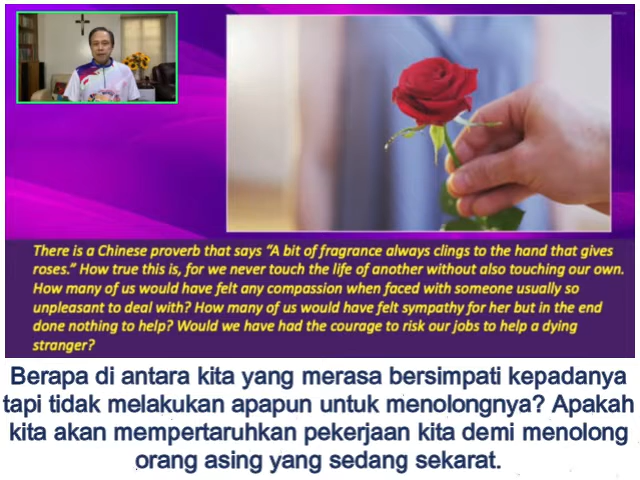 There is a Chinese proverb that says “A bit of fragrance always clings to the hand that gives
roses.” How true this is, for we never touch the life of another without also touching our own.
How many of us would have felt any compassion when faced with someone usually so
unpleasant to deal with? How many of us would have felt sympathy for her but in the end
done nothing to help? Would we have had the courage to risk our jobs to help a dying
stranger?
Berapa di antara kita yang merasa bersimpati kepadanya
tapi tidak melakukan apapun untuk menolongnya? Apakah
kita akan mempertaruhkan pekerjaan kita demi menolong
orang asing yang sedang sekarat.